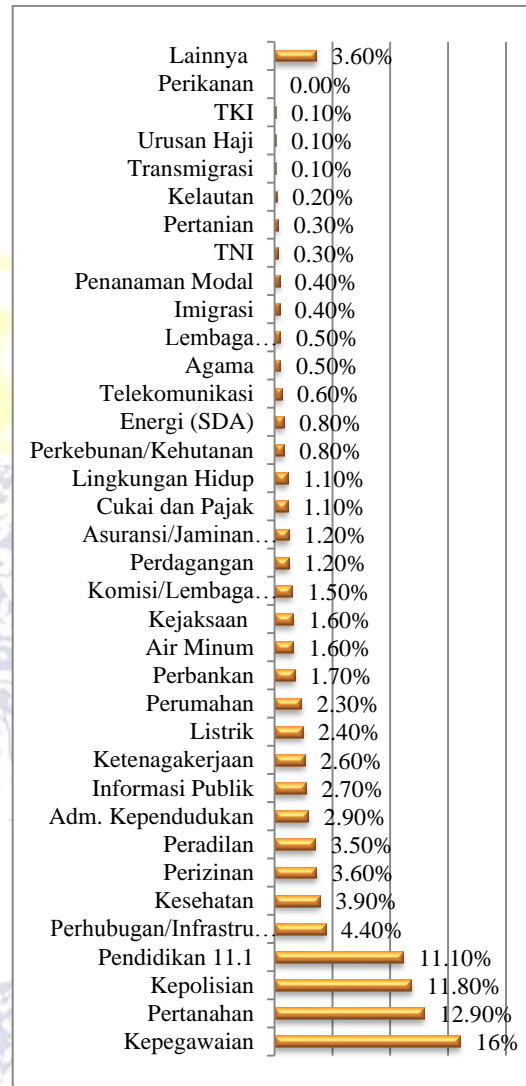 Lainnya 3.60%
Perikanan 0.00%
TKI 0.10%
Urusan Haji 0.10%
Transmigrasi 0.10%
Kelautan 0.20%
Pertanian 0.30%
TNI 0.30%
Penanaman Modal 0.40%
Imigrasi 0.40%
Lembaga… 0.50%
Agama 0.50%
Telekomunikasi 0.60%
Energi (SDA) 0.80%
Perkebunan/Kehutanan 0.80%
Lingkungan Hidup 1.10%
Cukai dan Pajak 1.10%
Asuransi/Jaminan… 1.20%
Perdagangan 1.20%
Komisi/Lembaga… 1.50%
Kejaksaan 1.60%
Air Minum 1.60%
Perbankan 1.70%
Perumahan 2.30%
Listrik 2.40%
Ketenagakerjaan 2.60%
Informasi Publik 2.70%
Adm. Kependudukan 2.90%
Peradilan 3.50%
Perizinan 3.60%
Kesehatan 3.90%
Perhubugan/Infrastru… 4.40%
Pendidikan 11.1 11.10%
Kepolisian 11.80%
Pertanahan 12.90%
Kepegawaian 16%